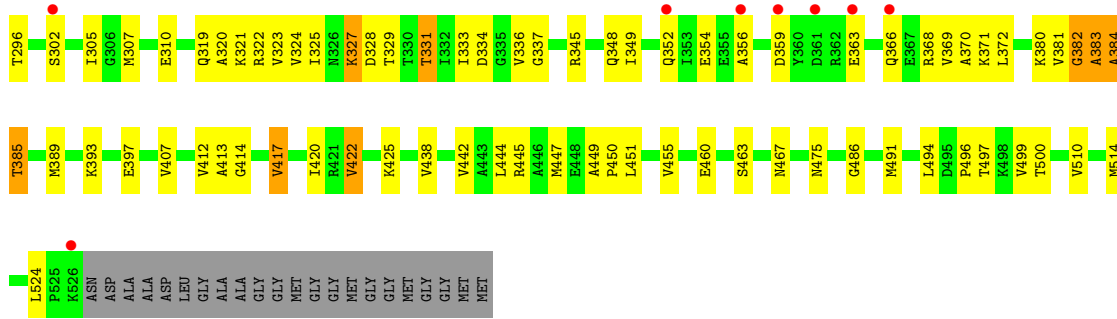 T296 S302 I305 G306 M307 E310 Q319 A320 K321 R322 V323 V324 I325 N326 K327 D328 T329 T330 T331 I332 I333 D334 G335 V336 G337 R345 Q348 I349 Q352 I353 E354 E355 A356 D359 Y360 D361 R362 E363 Q366 E367 R368 V369 A370 K371 L372 K380 V381 G382 A383 A384
T385 M389 K393 E397 V407 V412 A413 G414 V417 I420 R421 V422 K425 V438 V442 A443 L444 R445 A446 M447 E448 A449 P450 L451 V455 E460 S463 N467 N475 G486 M491 L494 D495 P496 T497 K498 V499 T500 V510 M514
L524 P525 K526 ASN ASP ALA ALA ASP LEU GLY ALA ALA GLY GLY MET GLY GLY MET GLY GLY MET GLY GLY MET MET